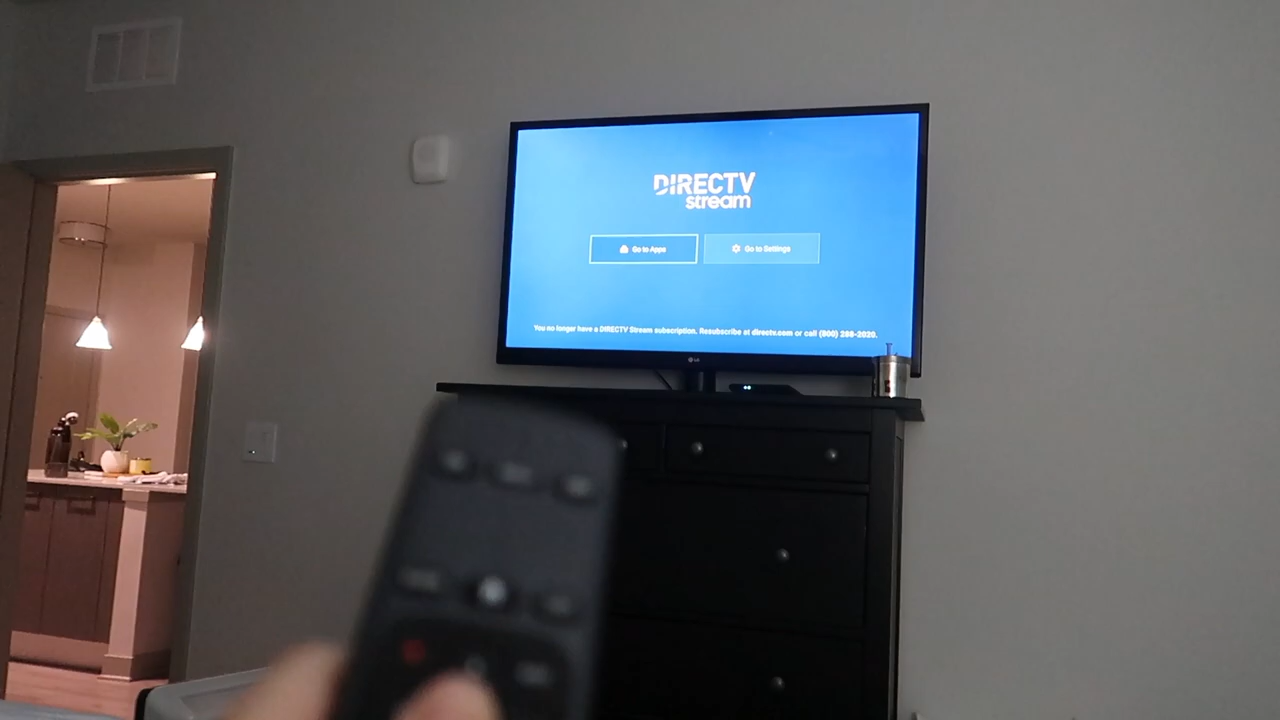 DIRECTV
stream
Go to Apps
Go to Settings
You no longer have a DIRECTV Stream subscription. Resubscribe at directv.com or call (800) 288-2020.
LG